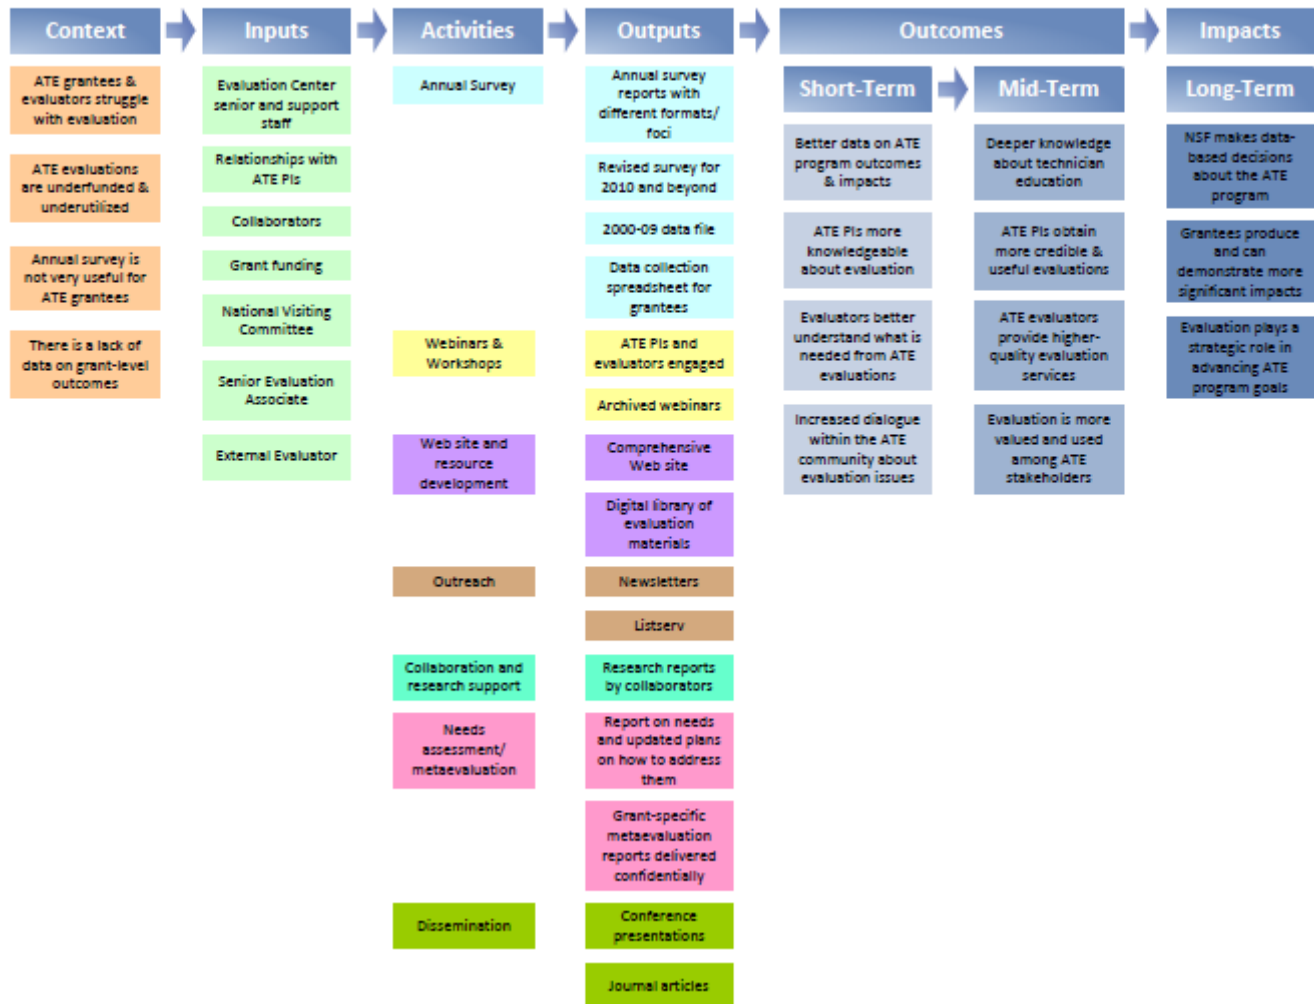 Context
Inputs
Activities
Outputs
Outcomes
Impacts
Short-Term
Mid-Term
Long-Term
ATE grantees &
evaluators struggle
with evaluation
ATE evaluations
are underfunded &
underutilized
Annual survey is
not very useful for
ATE grantees
There is a lack of
data on grant-level
outcomes
Evaluation Center
senior and support
staff
Relationships with
ATE PIs
Collaborators
Grant funding
National Visiting
Committee
Senior Evaluation
Associate
External Evaluator
Annual Survey
Webinars &
Workshops
Web site and
resource
development
Outreach
Collaboration and
research support
Needs
assessment/
metaevaluation
Dissemination
Annual survey
reports with
different formats/
foci
Revised survey for
2010 and beyond
2000-09 data file
Data collection
spreadsheet for
grantees
ATE PIs and
evaluators engaged
Archived webinars
Comprehensive
Web site
Digital library of
evaluation
materials
Newsletters
Listserv
Research reports
by collaborators
Report on needs
and updated plans
on how to address
them
Grant-specific
metaevaluation
reports delivered
confidentially
Conference
presentations
Journal articles
Better data on ATE
program outcomes
& impacts
ATE PIs more
knowledgeable
about evaluation
Evaluators better
understand what is
needed from ATE
evaluations
Increased dialogue
within the ATE
community about
evaluation issues
Deeper knowledge
about technician
education
ATE PIs obtain
more credible &
useful evaluations
ATE evaluators
provide higher-
quality evaluation
services
Evaluation is more
valued and used
among ATE
stakeholders
NSF makes data-
based decisions
about the ATE
program
Grantees produce
and can
demonstrate more
significant impacts
Evaluation plays a
strategic role in
advancing ATE
program goals